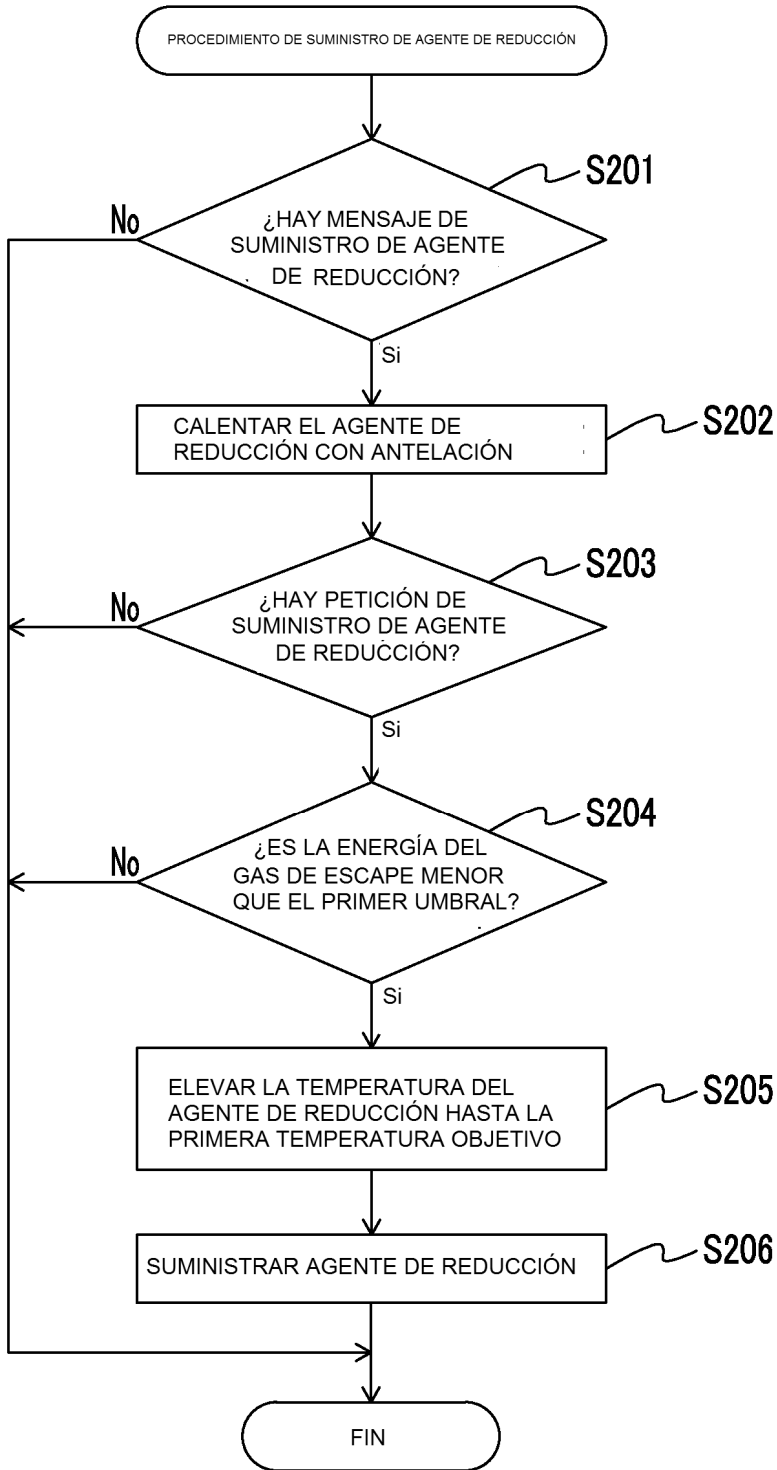 PROCEDIMIENTO DE SUMINISTRO DE AGENTE DE REDUCCIÓN
S201
No
¿HAY MENSAJE DE
SUMINISTRO DE AGENTE
DE REDUCCIÓN?
Si
CALENTAR EL AGENTE DE
REDUCCIÓN CON ANTELACIÓN
S202
S203
No
¿HAY PETICIÓN DE
SUMINISTRO DE AGENTE
DE REDUCCIÓN?
Si
S204
No
¿ES LA ENERGÍA DEL
GAS DE ESCAPE MENOR
QUE EL PRIMER UMBRAL?
Si
ELEVAR LA TEMPERATURA DEL
AGENTE DE REDUCCIÓN HASTA LA
PRIMERA TEMPERATURA OBJETIVO
S205
SUMINISTRAR AGENTE DE REDUCCIÓN
S206
FIN